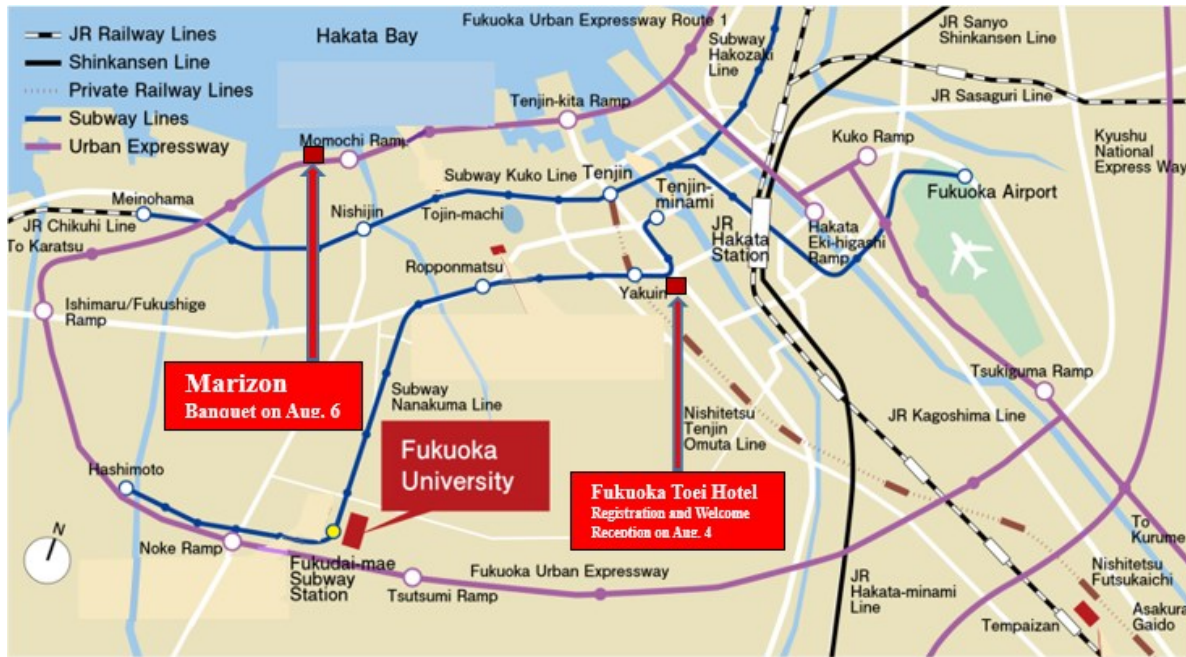 JR Railway Lines
Shinkansen Line
Private Railway Lines
Subway Lines
Urban Expressway
Hakata Bay
Fukuoka Urban Expressway Route 1
Subway
Hakozaki
Line
JR Sanyo
Shinkansen Line
JR Sasaguri Line
Kyushu
National
Express Way
Tenjin-kita Ramp
Momochi Ramp
Kuko Ramp
Meinohama
Subway Kuko Line
Tenjin
Tenjin-
minami
Fukuoka Airport
JR Chikuhi Line
Nishijin
Tojin-machi
JR
Hakata
Station
Hakata
Eki-higashi
Ramp
To Karatsu
Ropponmatsu
Yakuin
Ishimaru/Fukushige
Ramp
Marizon
Banquet on Aug. 6
Subway
Nanakuma Line
Tsukiguma Ramp
JR Kagoshima Line
Nishitetsu
Tenjin
Omuta Line
Fukuoka
University
Hashimoto
Fukuoka Toei Hotel
Registration and Welcome
Reception on Aug. 4
N
Noke Ramp
Fukudai-mae
Subway
Station
Fukuoka Urban Expressway
Tsutsumi Ramp
To
Kurume
JR
Hakata-minami
Line
Nishitetsu
Futsukaichi
Tempaizan
Asakura
Gaido